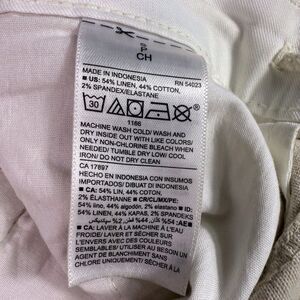 S/P
CH
MADE IN INDONESIA RN 54023
■ US: 54% LINEN, 44% COTTON,
2% SPANDEX/ELASTANE
30
1166
MACHINE WASH COLD/ WASH AND
DRY INSIDE OUT WITH LIKE COLORS/
ONLY NON-CHLORINE BLEACH WHEN
NEEDED/ TUMBLE DRY LOW/ COOL
IRON/ DO NOT DRY CLEAN
CA 17897
HECHO EN INDONESIA CON INSUMOS
IMPORTADOS/ DIBUAT DI INDONESIA
■ CA: 54% LIN, 44% COTON,
2% ÉLASTHANNE ■ CR/CL/MX/PE:
54% lino, 44% algodón, 2% elastano ■ ID:
54% LINEN, 44% KAPAS, 2% SPANDEKS
AE ■
■ CA: LAVER À LA MACHINE À L'EAU
FROIDE/ LAVER ET SÉCHER SUR
L'ENVERS AVEC DES COULEURS
SEMBLABLES/ AU BESOIN, UTILISER UN
AGENT DE BLANCHIMENT SANS
CHLORE UNIQUEMENT/ SÉCHER À LA